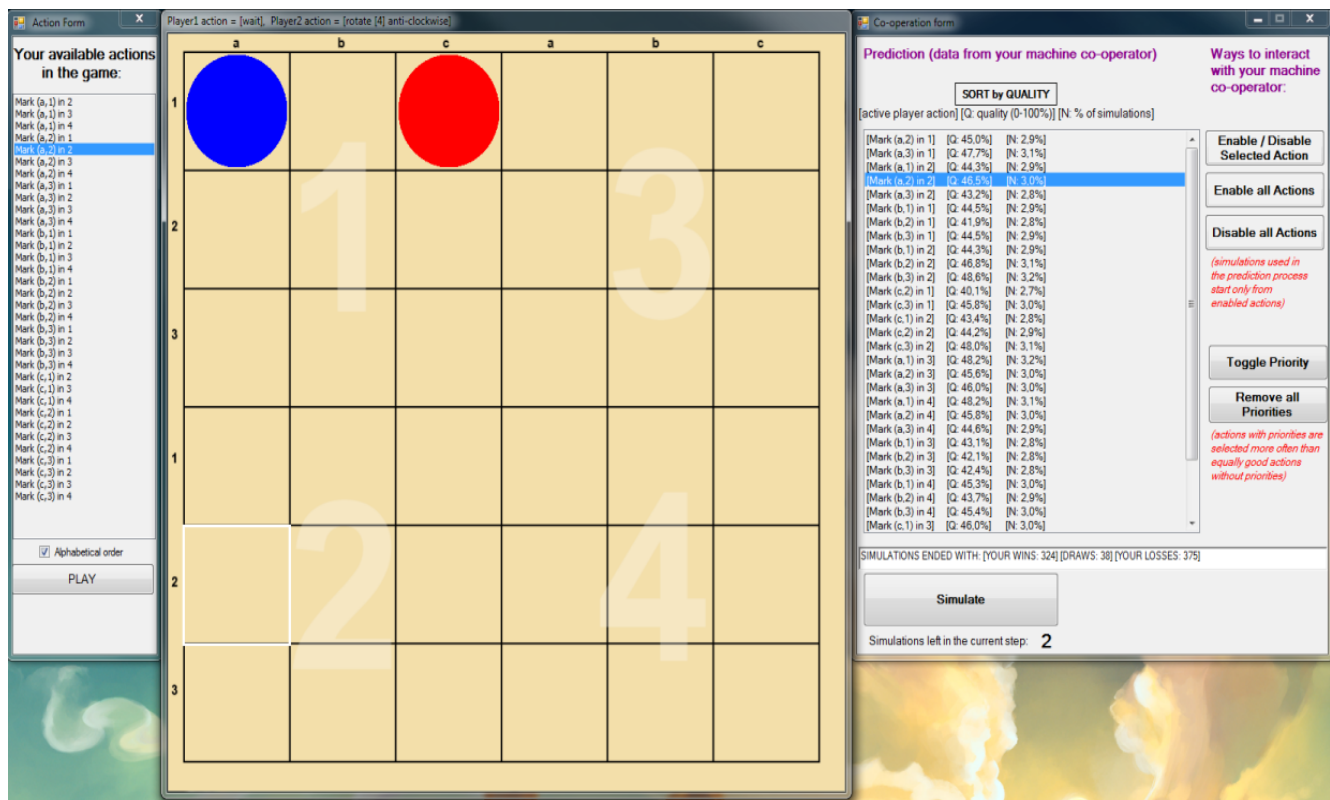 Action Form
X
Your available actions
in the game:
Mark (a,1) in 2
Mark (a,1) in 3
Mark (a,1) in 4
Mark (a,2) in 1
Mark (a,2) in 2
Mark (a,2) in 3
Mark (a,2) in 4
Mark (a,3) in 1
Mark (a,3) in 2
Mark (a,3) in 3
Mark (a,3) in 4
Mark (b,1) in 1
Mark (b,1) in 2
Mark (b,1) in 3
Mark (b,1) in 4
Mark (b,2) in 1
Mark (b,2) in 2
Mark (b,2) in 3
Mark (b,2) in 4
Mark (b,3) in 1
Mark (b,3) in 2
Mark (b,3) in 3
Mark (b,3) in 4
Mark (c,1) in 2
Mark (c,1) in 3
Mark (c,1) in 4
Mark (c,2) in 1
Mark (c,2) in 2
Mark (c,2) in 3
Mark (c,2) in 4
Mark (c,3) in 1
Mark (c,3) in 2
Mark (c,3) in 3
Mark (c,3) in 4
Alphabetical order
PLAY
Player1 action = [wait], Player2 action = [rotate [4] anti-clockwise]
a b c a b c
1
2
3
1
2
3
1
3
2
4
Co-operation form
X
Prediction (data from your machine co-operator)
SORT by QUALITY
[active player action] [Q: quality (0-100%)] [N: % of simulations]
[Mark (a,2) in 1] [Q: 45,0%] [N: 2,9%]
[Mark (a,3) in 1] [Q: 47,7%] [N: 3,1%]
[Mark (a,1) in 2] [Q: 44,3%] [N: 2,9%]
[Mark (a,2) in 2] [Q: 46,5%] [N: 3,0%]
[Mark (a,3) in 2] [Q: 43,2%] [N: 2,8%]
[Mark (b,1) in 1] [Q: 44,5%] [N: 2,9%]
[Mark (b,2) in 1] [Q: 41,9%] [N: 2,8%]
[Mark (b,3) in 1] [Q: 44,5%] [N: 2,9%]
[Mark (b,1) in 2] [Q: 44,3%] [N: 2,9%]
[Mark (b,2) in 2] [Q: 46,8%] [N: 3,1%]
[Mark (b,3) in 2] [Q: 48,6%] [N: 3,2%]
[Mark (c,2) in 1] [Q: 40,1%] [N: 2,7%]
[Mark (c,3) in 1] [Q: 45,8%] [N: 3,0%]
[Mark (c,1) in 2] [Q: 43,4%] [N: 2,8%]
[Mark (c,2) in 2] [Q: 44,2%] [N: 2,9%]
[Mark (c,3) in 2] [Q: 48,0%] [N: 3,1%]
[Mark (a,1) in 3] [Q: 48,2%] [N: 3,2%]
[Mark (a,2) in 3] [Q: 45,6%] [N: 3,0%]
[Mark (a,3) in 3] [Q: 46,0%] [N: 3,0%]
[Mark (a,1) in 4] [Q: 48,2%] [N: 3,1%]
[Mark (a,2) in 4] [Q: 45,8%] [N: 3,0%]
[Mark (a,3) in 4] [Q: 44,6%] [N: 2,9%]
[Mark (b,1) in 3] [Q: 43,1%] [N: 2,8%]
[Mark (b,2) in 3] [Q: 42,1%] [N: 2,8%]
[Mark (b,3) in 3] [Q: 42,4%] [N: 2,8%]
[Mark (b,1) in 4] [Q: 45,3%] [N: 3,0%]
[Mark (b,2) in 4] [Q: 43,7%] [N: 2,9%]
[Mark (b,3) in 4] [Q: 45,4%] [N: 3,0%]
[Mark (c,1) in 3] [Q: 46,0%] [N: 3,0%]
SIMULATIONS ENDED WITH: [YOUR WINS: 324] [DRAWS: 38] [YOUR LOSSES: 375]
Simulate
Simulations left in the current step: 2
Ways to interact
with your machine
co-operator:
Enable / Disable
Selected Action
Enable all Actions
Disable all Actions
(simulations used in
the prediction process
start only from
enabled actions)
Toggle Priority
Remove all
Priorities
(actions with priorities are
selected more often than
equally good actions
without priorities)